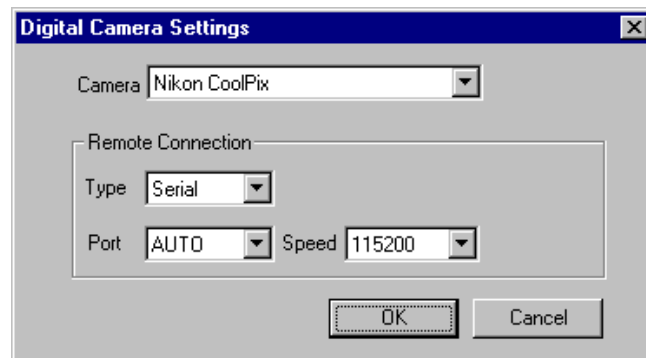 Digital Camera Settings
Camera Nikon CoolPix
Remote Connection
Type Serial
Port AUTO Speed 115200
OK Cancel